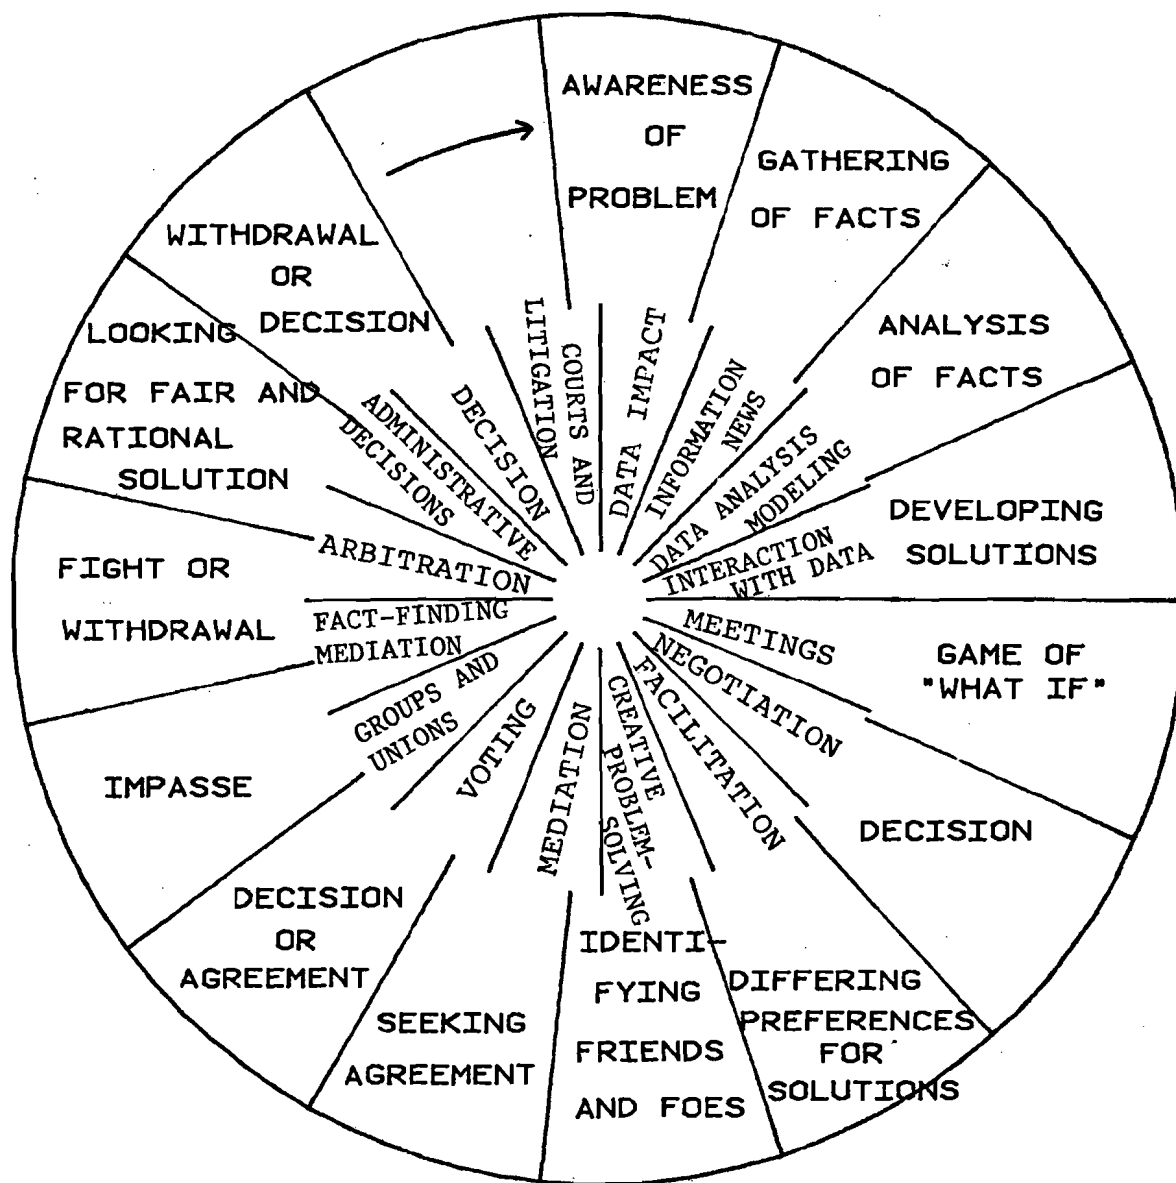 AWARENESS
OF
PROBLEM
GATHERING
OF FACTS
ANALYSIS
OF FACTS
DEVELOPING
SOLUTIONS
GAME OF
"WHAT IF"
DECISION
DIFFERING
PREFERENCES
FOR
SOLUTIONS
IDENTI-
FYING
FRIENDS
AND FOES
SEEKING
AGREEMENT
DECISION
OR
AGREEMENT
IMPASSE
FIGHT OR
WITHDRAWAL
LOOKING
FOR FAIR AND
RATIONAL
SOLUTION
WITHDRAWAL
OR
DECISION
DATA IMPACT
INFORMATION
NEWS
DATA ANALYSIS
MODELING
INTERACTION
WITH DATA
MEETINGS
NEGOTIATION
FACILITATION
CREATIVE
PROBLEM-
SOLVING
MEDIATION
VOTING
GROUPS AND
UNIONS
FACT-FINDING
MEDIATION
ARBITRATION
ADMINISTRATIVE
DECISIONS
DECISION
COURTS AND
LITIGATION